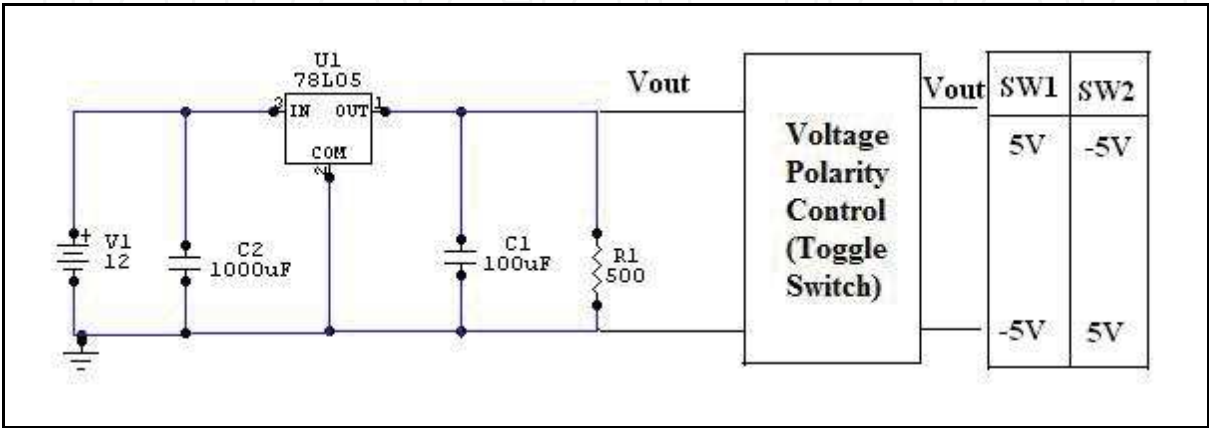 U1
78L05
3 IN OUT 1
COM
2
V1
12
C2
1000uF
C1
100uF
R1
500
Vout
Voltage
Polarity
Control
(Toggle
Switch)
Vout
SW1 SW2
5V -5V
-5V 5V
+